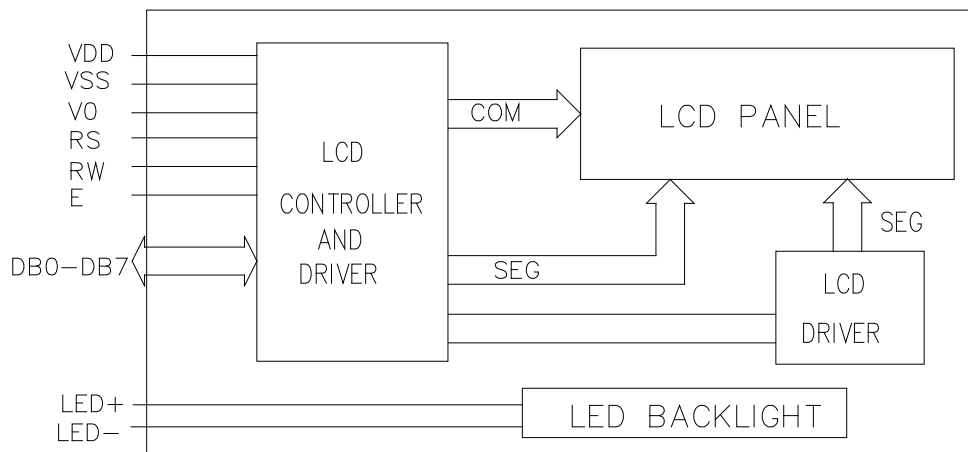 VDD
VSS
V0
RS
RW
E
DB0-DB7
LED+
LED-
LCD
CONTROLLER
AND
DRIVER
COM
SEG
LCD PANEL
SEG
LCD
DRIVER
LED BACKLIGHT